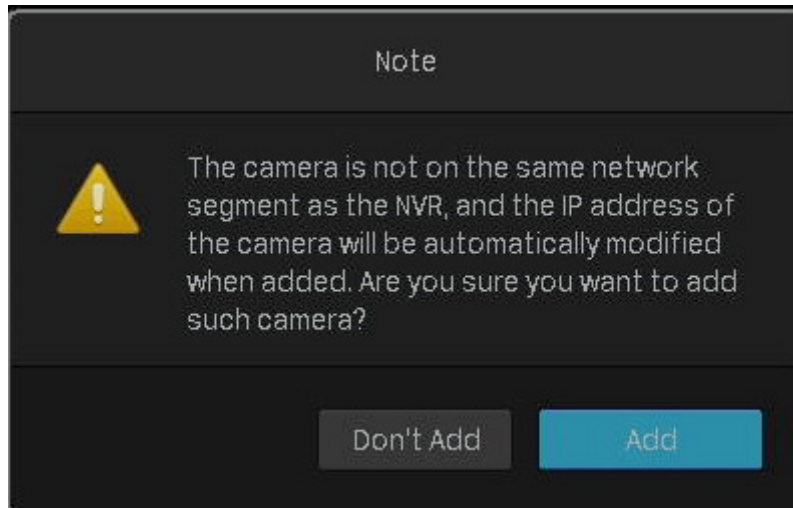 Note
The camera is not on the same network
segment as the NVR, and the IP address of
the camera will be automatically modified
when added. Are you sure you want to add
such camera?
Don't Add
Add